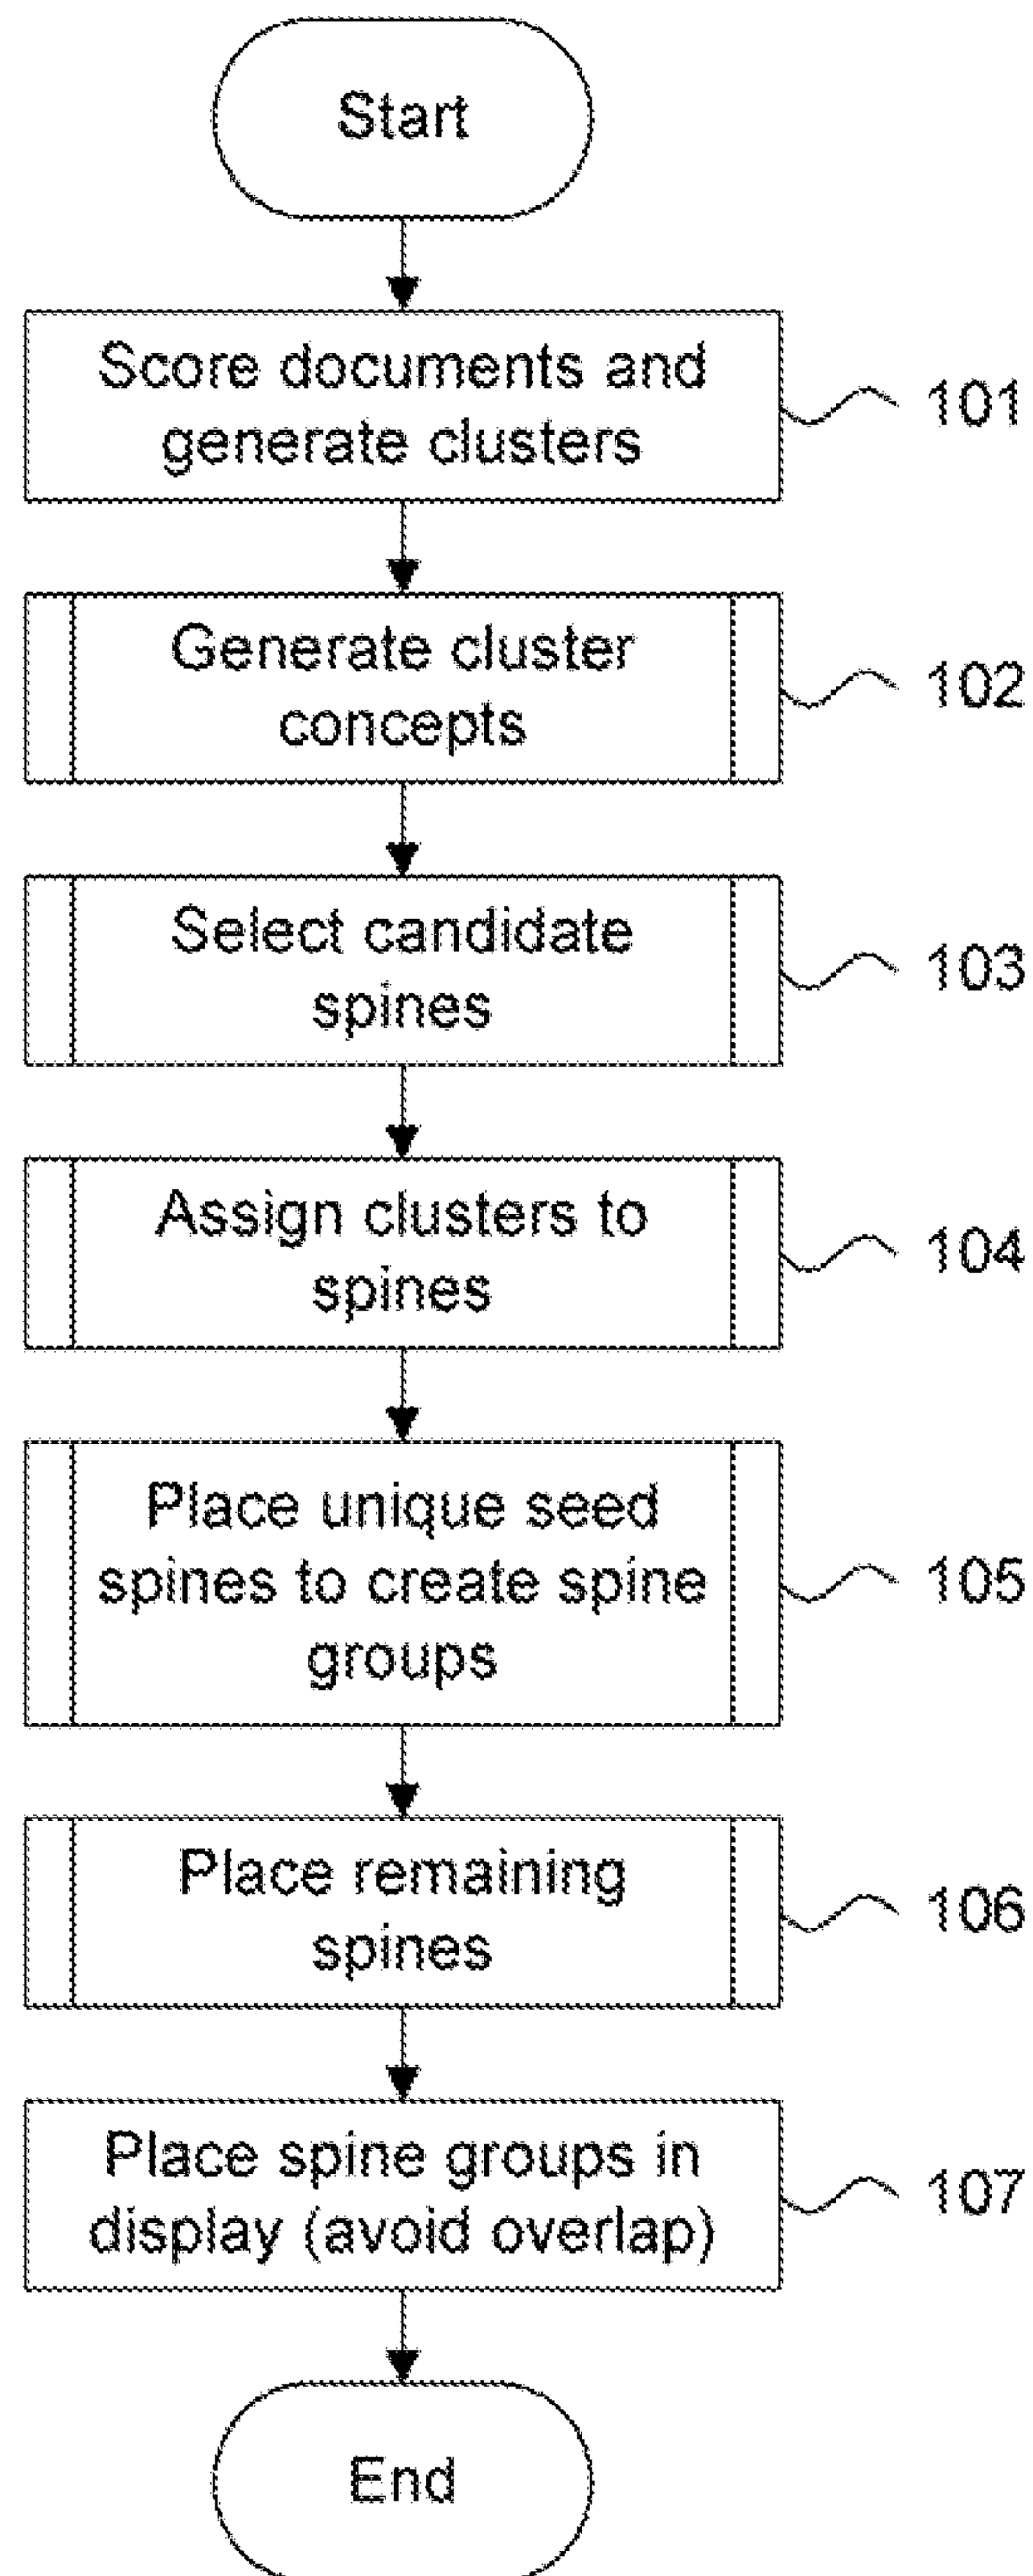 Start
Score documents and
generate clusters
101
Generate cluster
concepts
102
Select candidate
spines
103
Assign clusters to
spines
104
Place unique seed
spines to create spine
groups
105
Place remaining
spines
106
Place spine groups in
display (avoid overlap)
107
End